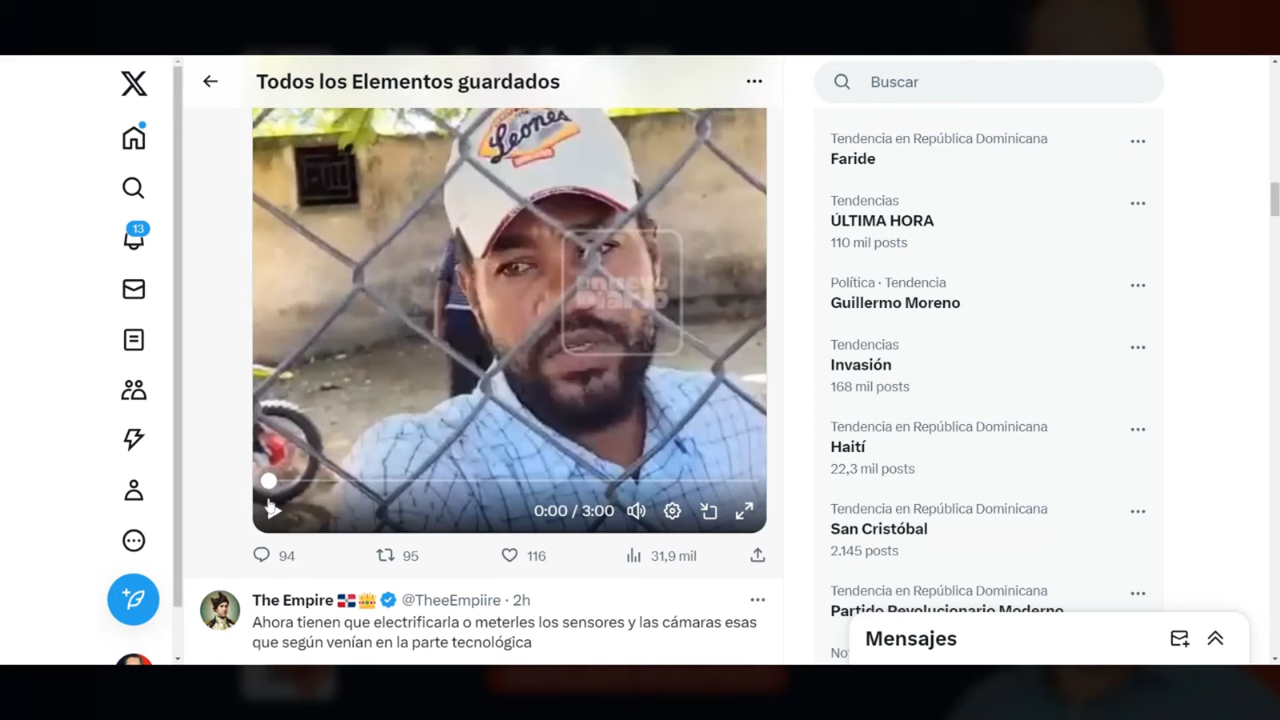 Todos los Elementos guardados
Buscar
13
Leones
Tendencia en República Dominicana
Faride
Tendencias
ÚLTIMA HORA
110 mil posts
Política · Tendencia
Guillermo Moreno
Tendencias
Invasión
168 mil posts
Tendencia en República Dominicana
Haití
22,3 mil posts
Tendencia en República Dominicana
San Cristóbal
2.145 posts
Tendencia en República Dominicana
Partido Revolucionario Moderno
0:00 / 3:00
94
95
116
31,9 mil
The Empire @TheeEmpiire · 2h
Ahora tienen que electrificarla o meterles los sensores y las cámaras esas
que según venían en la parte tecnológica
Mensajes